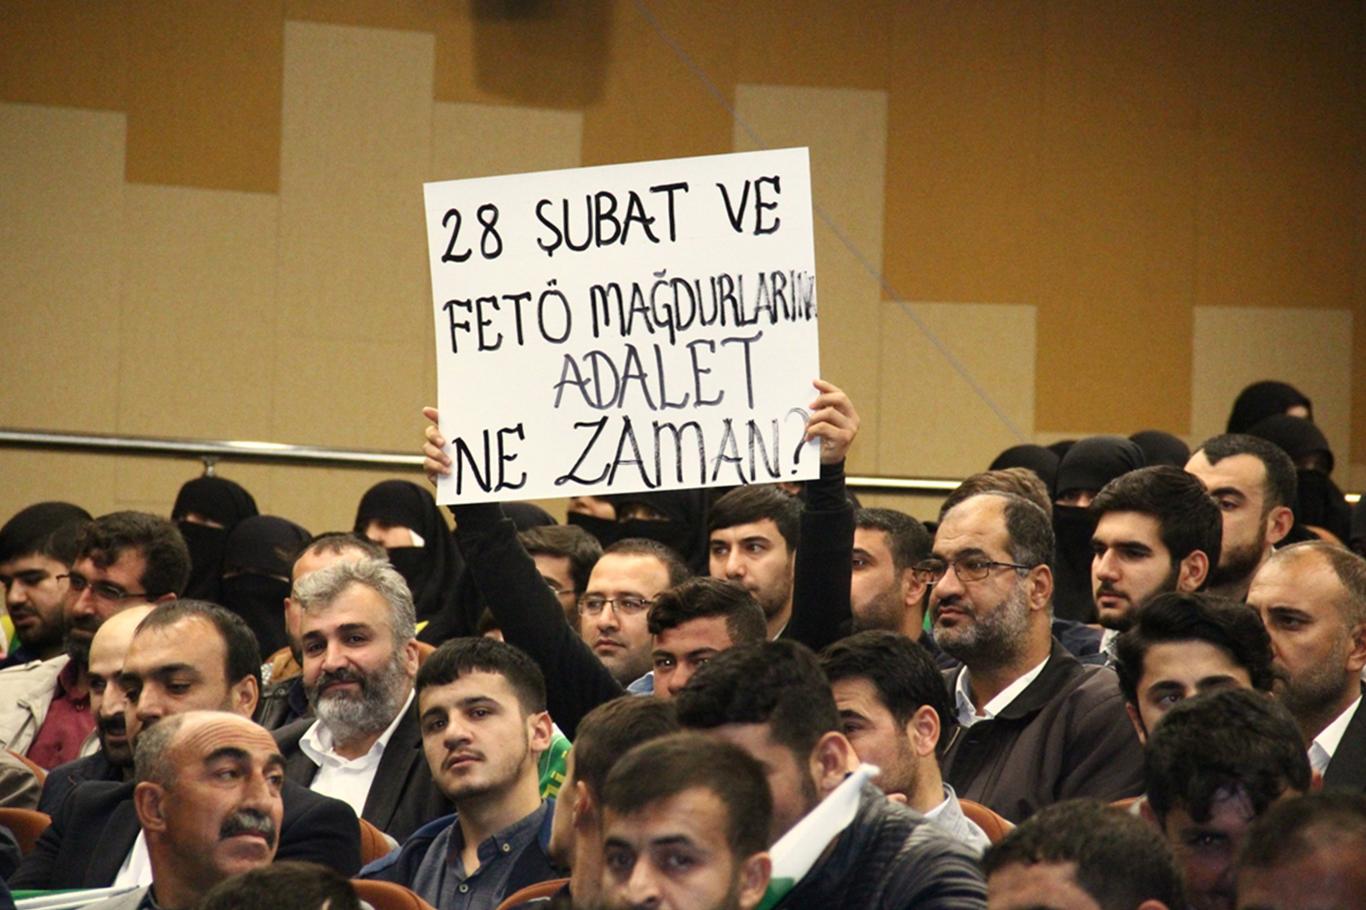 28 ŞUBAT VE
FETÖ MAĞDURLARINA
ADALET
NE ZAMAN?